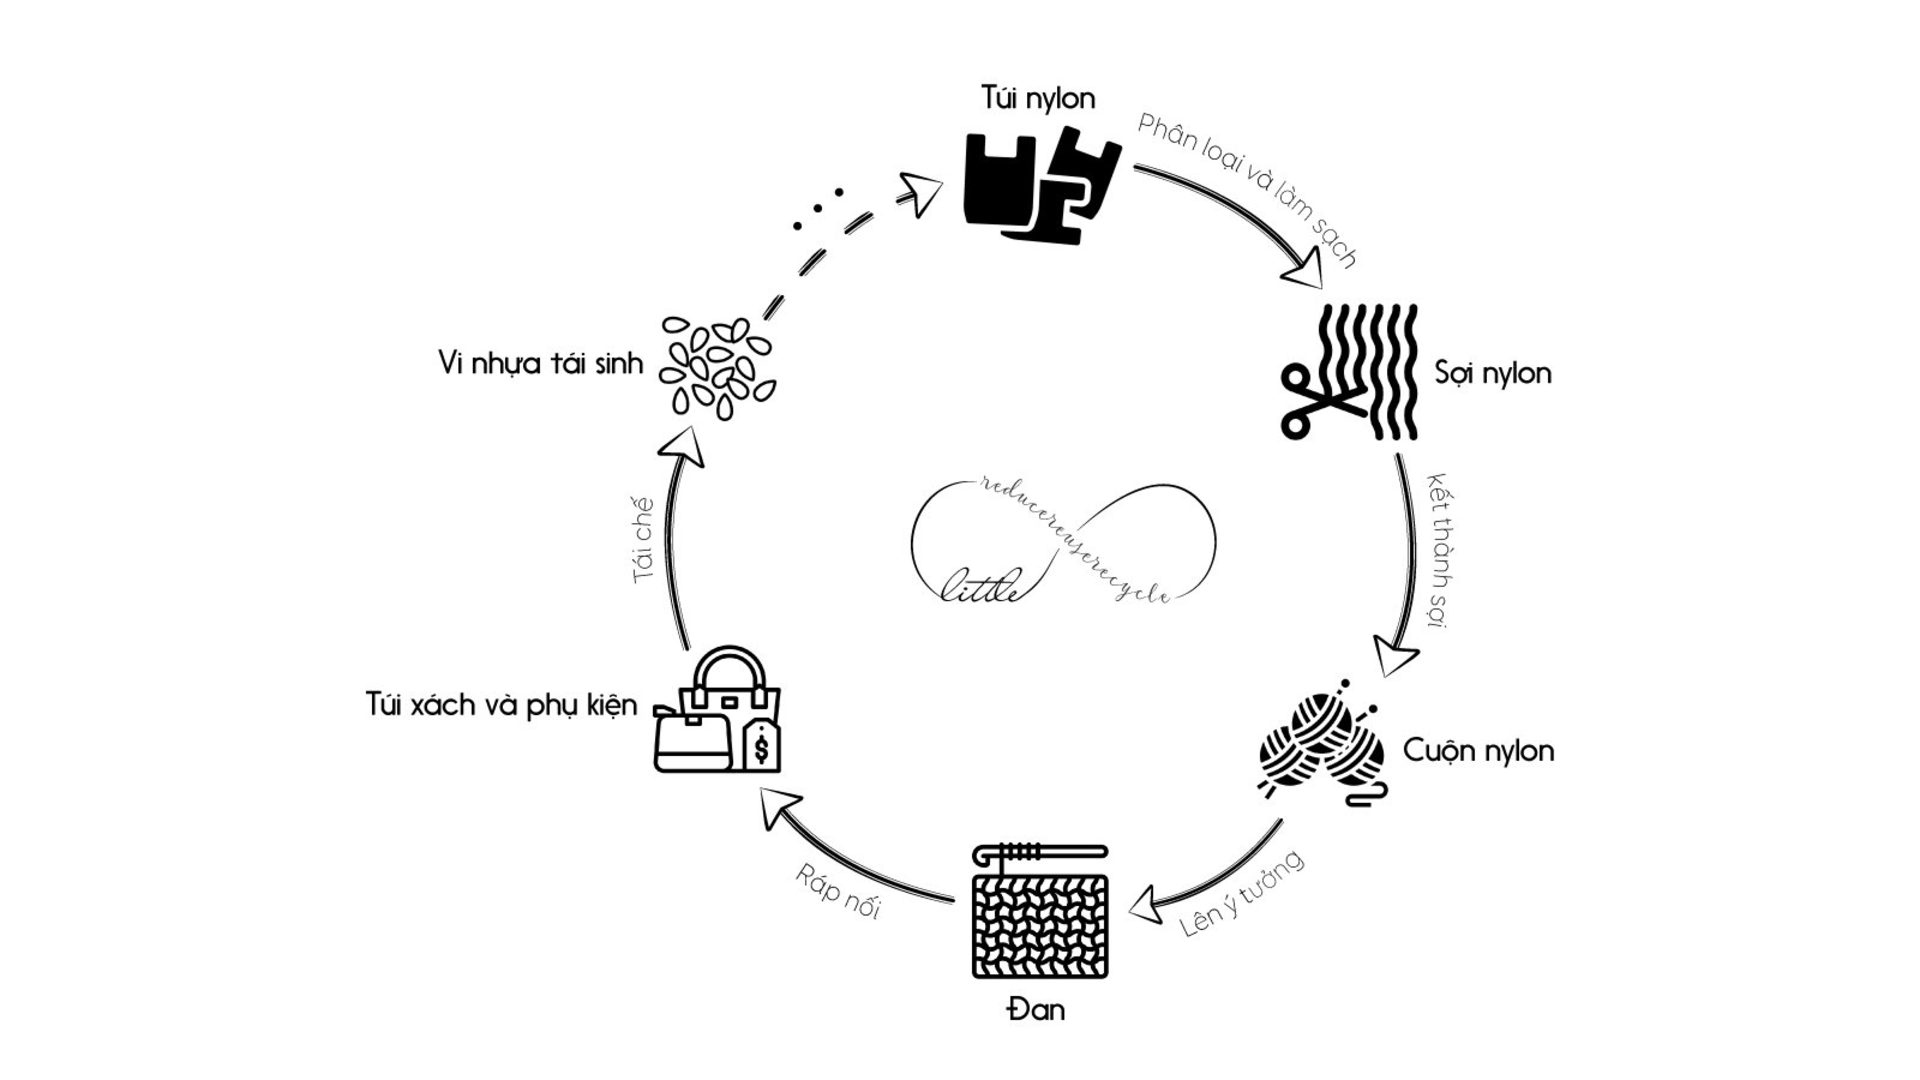 Túi nylon
Phân loại và làm sạch
Sợi nylon
kết thành sợi
Cuộn nylon
Lên ý tưởng
Đan
Ráp nối
Túi xách và phụ kiện
Tái chế
Vi nhựa tái sinh
reducereuserecycle
little
$